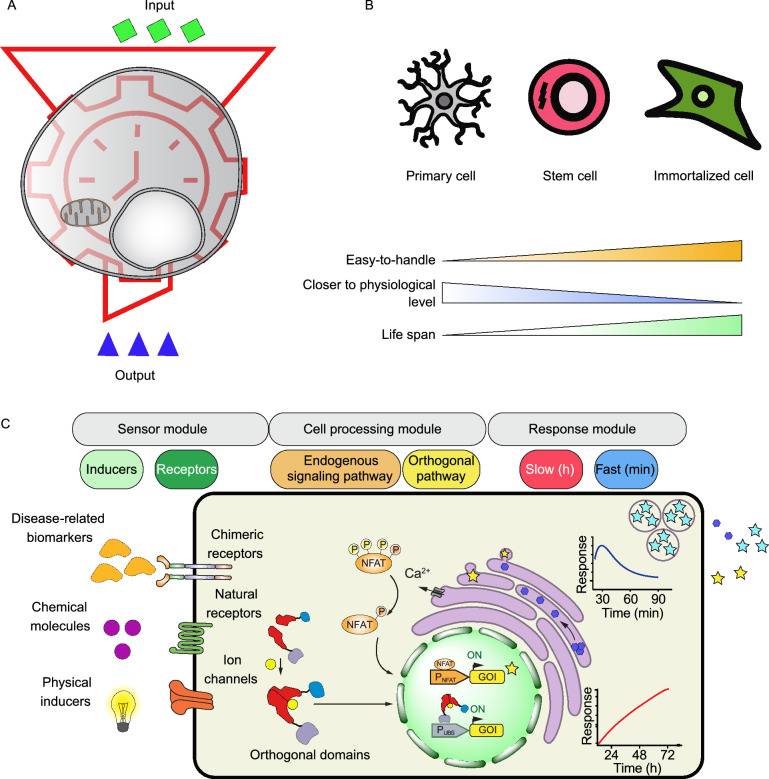 A
Input
Output
B
Primary cell
Stem cell
Immortalized cell
Easy-to-handle
Closer to physiological
level
Life span
C
Sensor module
Cell processing module
Response module
Inducers
Receptors
Endogenous
signaling pathway
Orthogonal
pathway
Slow (h)
Fast (min)
Disease-related
biomarkers
Chimeric
receptors
Chemical
molecules
Natural
receptors
Physical
inducers
Ion
channels
Orthogonal domains
P P P P
NFAT
Ca2+
P
NFAT
ON
NFAT
PNFAT
GOI
ON
PUBS
GOI
Response
30 60 90
Time (min)
Response
24 48 72
Time (h)